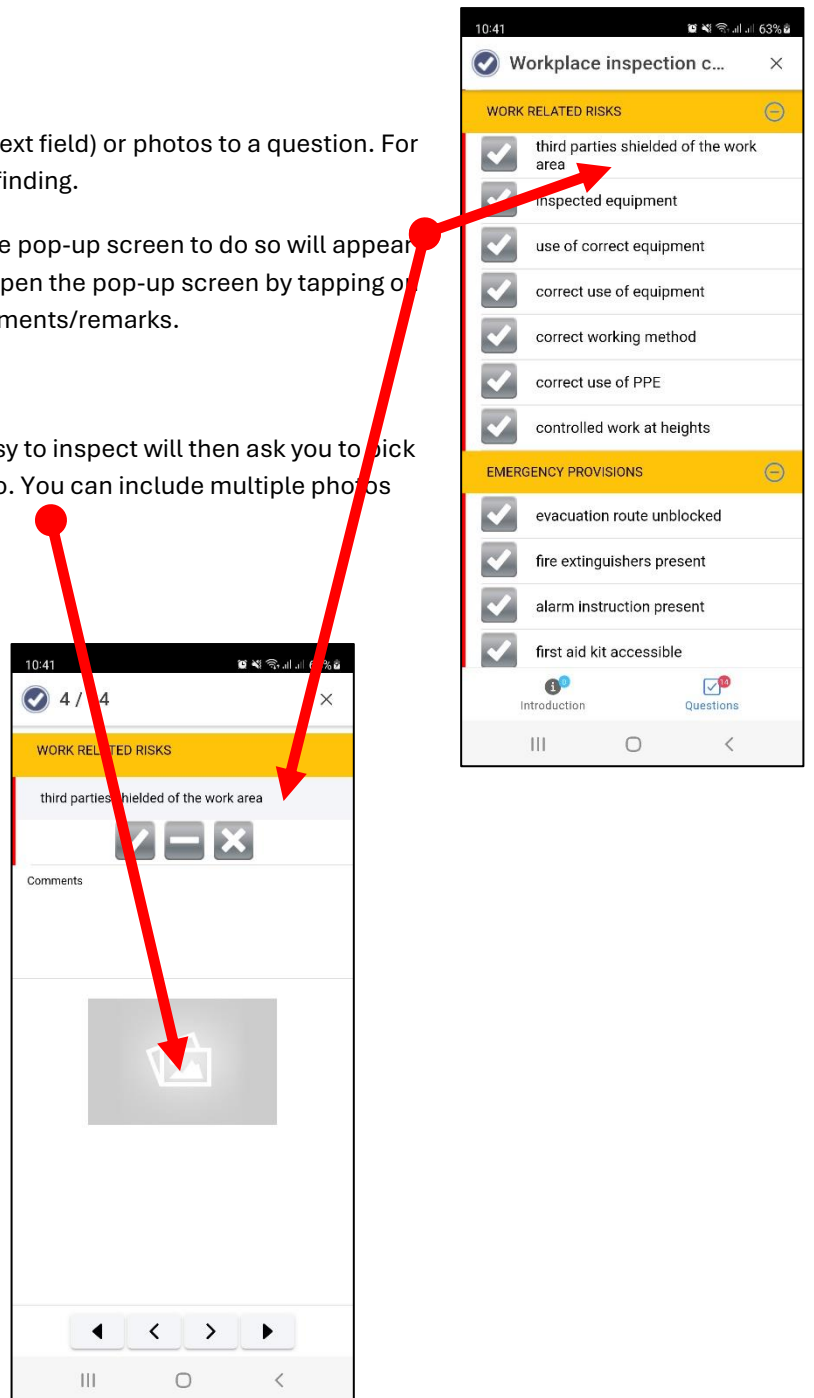 ext field) or photos to a question. For
finding.
e pop-up screen to do so will appear
pen the pop-up screen by tapping on
ments/remarks.
sy to inspect will then ask you to pick
o. You can include multiple photos
10:41
63%
Workplace inspection c...
WORK RELATED RISKS
third parties shielded of the work
area
inspected equipment
use of correct equipment
correct use of equipment
correct working method
correct use of PPE
controlled work at heights
EMERGENCY PROVISIONS
evacuation route unblocked
fire extinguishers present
alarm instruction present
first aid kit accessible
0
14
Introduction
Questions
10:41
4 / 4
WORK RELATED RISKS
third parties shielded of the work area
Comments